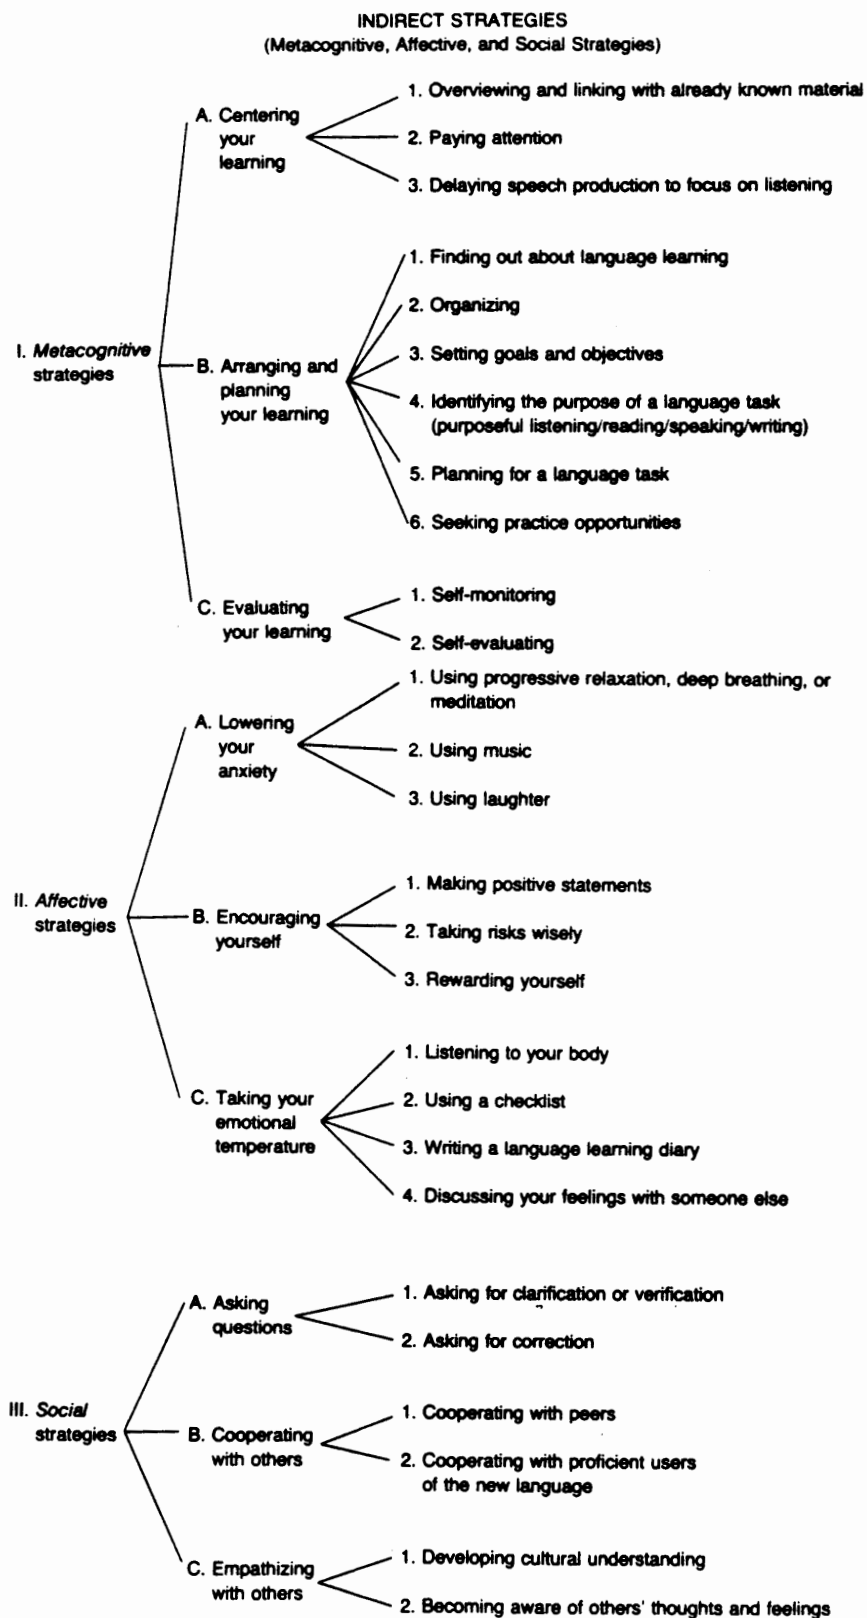 INDIRECT STRATEGIES
(Metacognitive, Affective, and Social Strategies)
1. Overviewing and linking with already known material
A. Centering
your
learning
2. Paying attention
3. Delaying speech production to focus on listening
1. Finding out about language learning
2. Organizing
I. Metacognitive
strategies
B. Arranging and
planning
your learning
3. Setting goals and objectives
4. Identifying the purpose of a language task
(purposeful listening/reading/speaking/writing)
5. Planning for a language task
6. Seeking practice opportunities
C. Evaluating
your learning
1. Self-monitoring
2. Self-evaluating
1. Using progressive relaxation, deep breathing, or
meditation
A. Lowering
your
anxiety
2. Using music
3. Using laughter
II. Affective
strategies
B. Encouraging
yourself
1. Making positive statements
2. Taking risks wisely
3. Rewarding yourself
C. Taking your
emotional
temperature
1. Listening to your body
2. Using a checklist
3. Writing a language learning diary
4. Discussing your feelings with someone else
A. Asking
questions
1. Asking for clarification or verification
2. Asking for correction
III. Social
strategies
B. Cooperating
with others
1. Cooperating with peers
2. Cooperating with proficient users
of the new language
C. Empathizing
with others
1. Developing cultural understanding
2. Becoming aware of others' thoughts and feelings